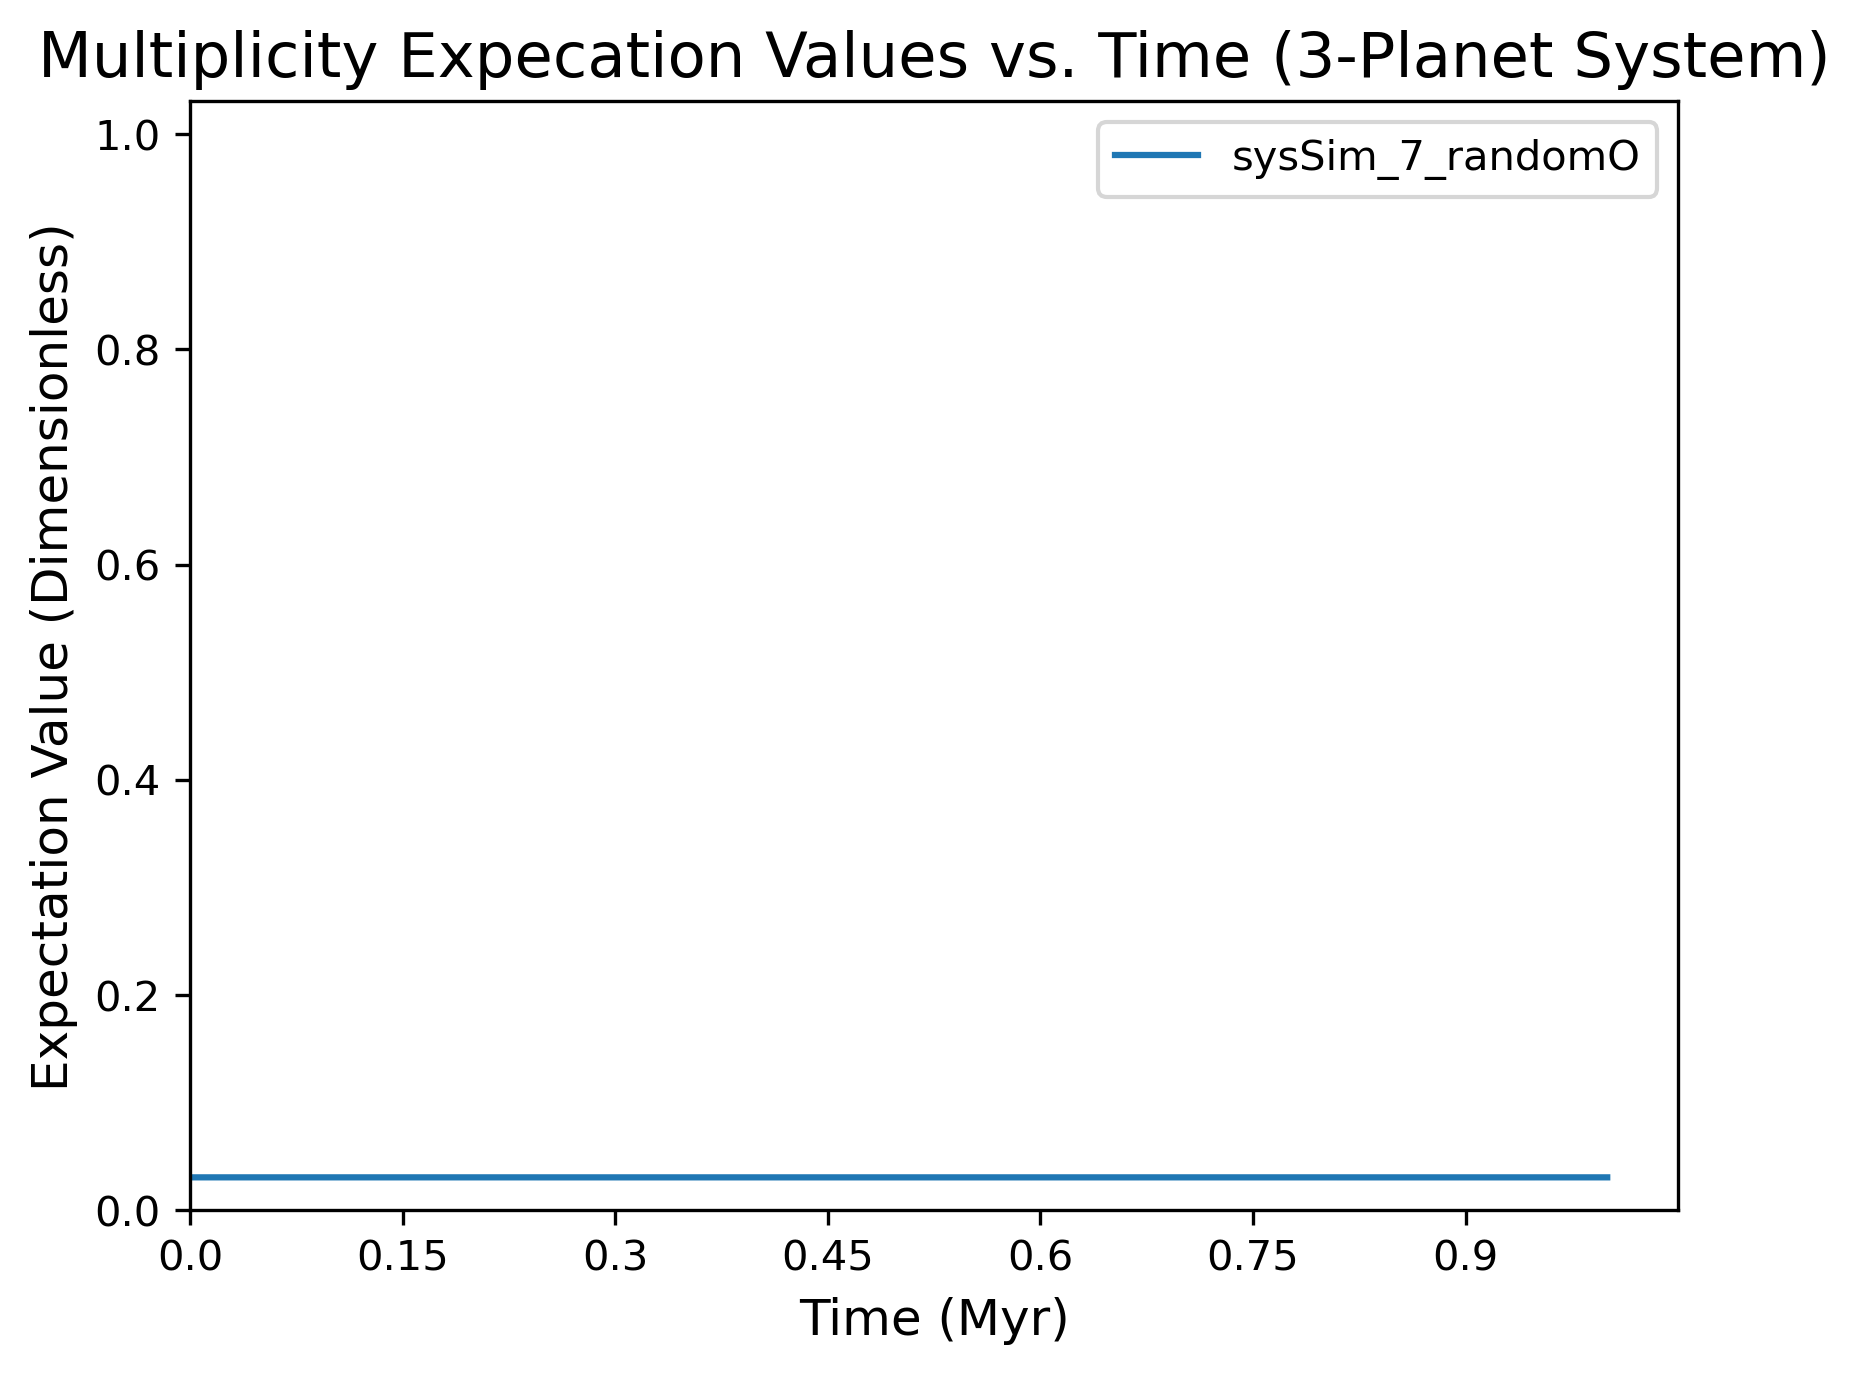 Multiplicity Expecation Values vs. Time (3-Planet System)
sysSim_7_randomO
Expectation Value (Dimensionless)
1.0
0.8
0.6
0.4
0.2
0.0
0.0 0.15 0.3 0.45 0.6 0.75 0.9
Time (Myr)